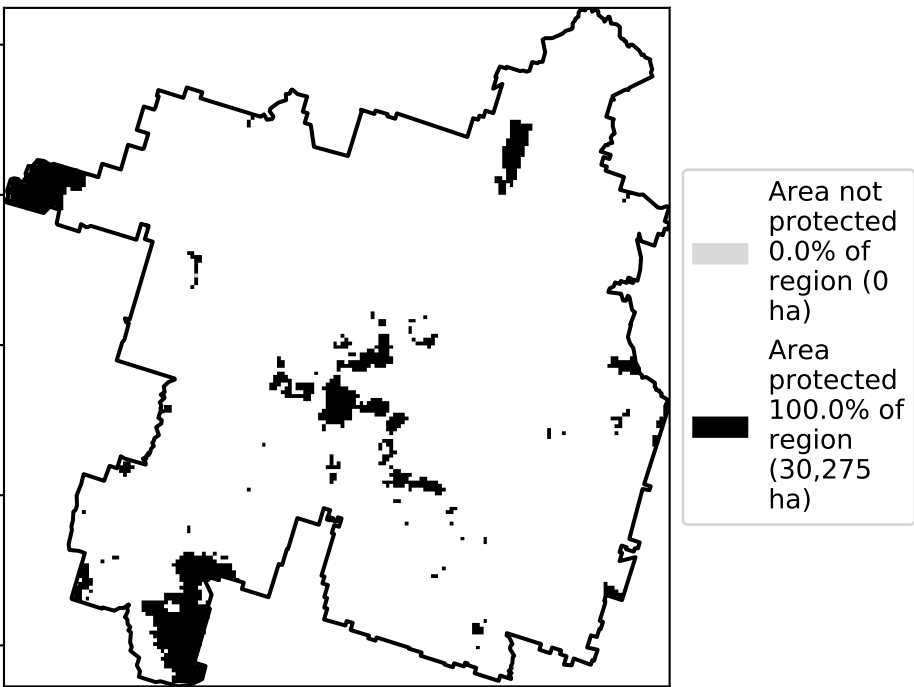 Area not
protected
0.0% of
region (0
ha)
Area
protected
100.0% of
region
(30,275
ha)